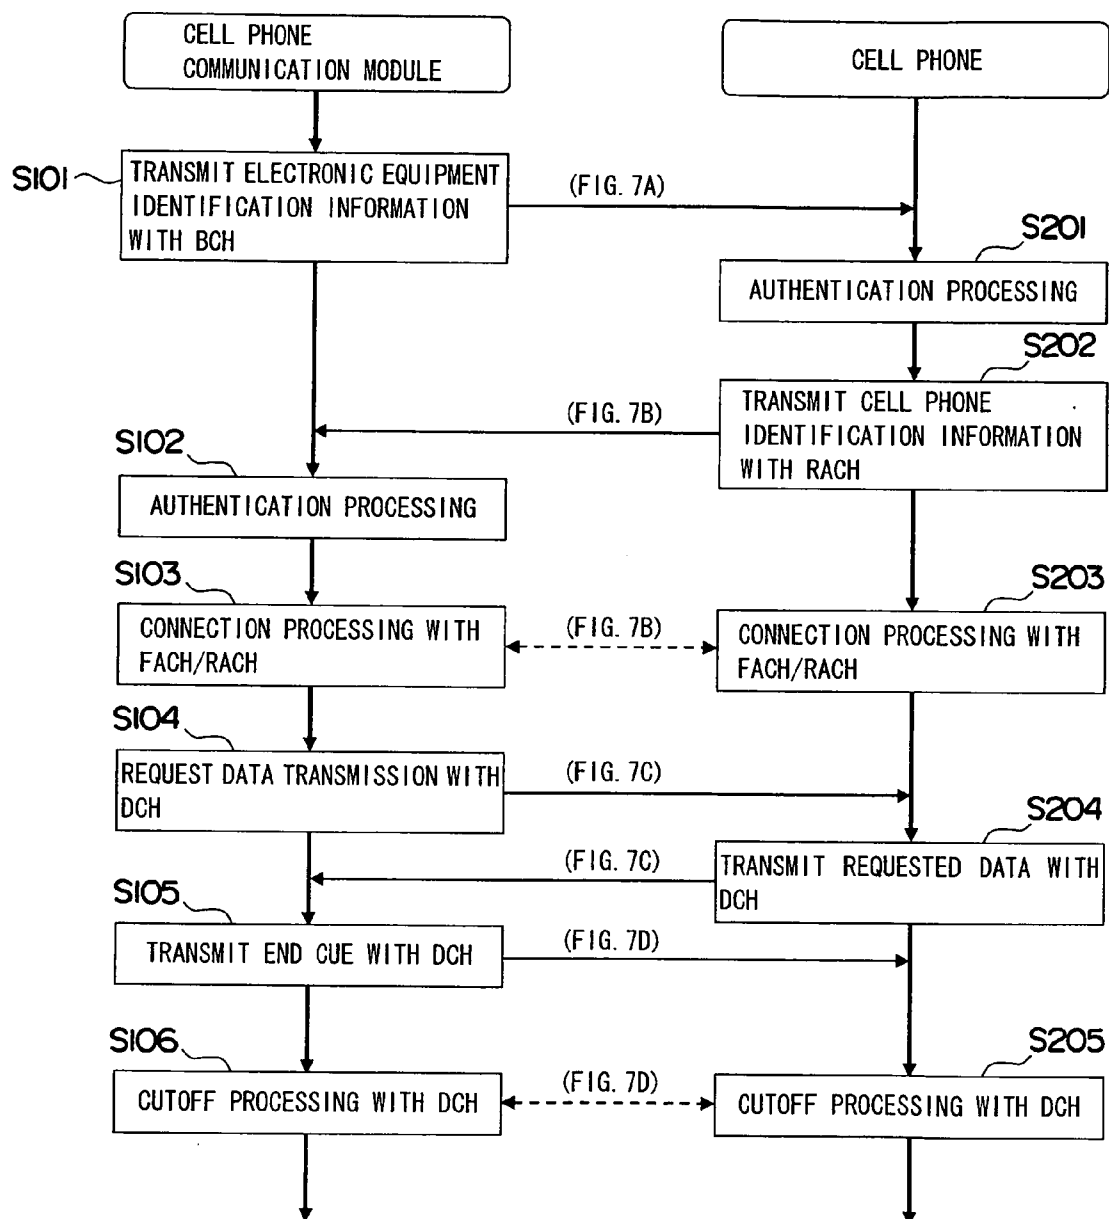 CELL PHONE
COMMUNICATION MODULE
CELL PHONE
S101
TRANSMIT ELECTRONIC EQUIPMENT
IDENTIFICATION INFORMATION
WITH BCH
(FIG. 7A)
S201
AUTHENTICATION PROCESSING
S202
TRANSMIT CELL PHONE
IDENTIFICATION INFORMATION
WITH RACH
(FIG. 7B)
S102
AUTHENTICATION PROCESSING
S103
CONNECTION PROCESSING WITH
FACH/RACH
(FIG. 7B)
S203
CONNECTION PROCESSING WITH
FACH/RACH
S104
REQUEST DATA TRANSMISSION WITH
DCH
(FIG. 7C)
S204
TRANSMIT REQUESTED DATA WITH
DCH
(FIG. 7C)
S105
TRANSMIT END CUE WITH DCH
(FIG. 7D)
S106
CUTOFF PROCESSING WITH DCH
(FIG. 7D)
S205
CUTOFF PROCESSING WITH DCH